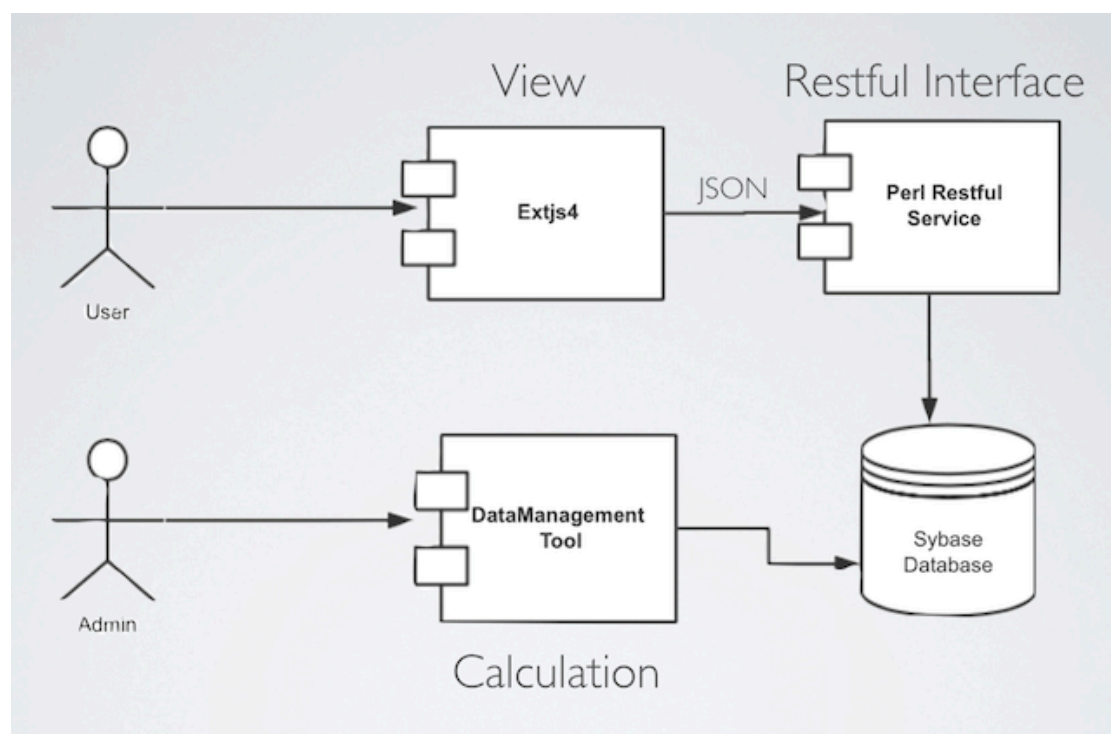 View
Restful Interface
User
Extjs4
JSON
Perl Restful
Service
Admin
DataManagement
Tool
Sybase
Database
Calculation